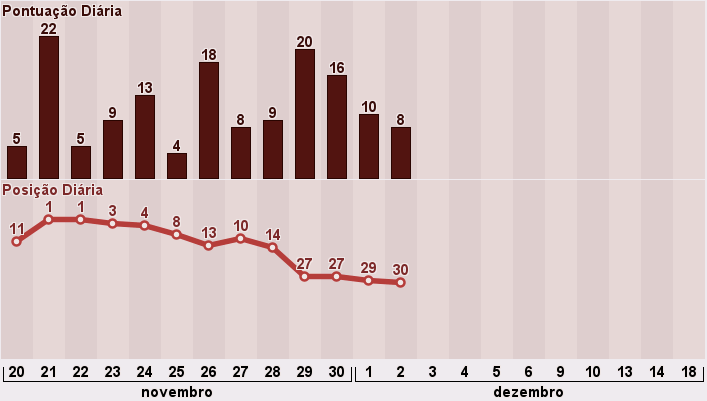 Pontuação Diária
5 22 5 9 13 4 18 8 9 20 16 10 8
Posição Diária
11 1 1 3 4 8 13 10 14 27 27 29 30
20 21 22 23 24 25 26 27 28 29 30 1 2 3 4 5 6 9 10 13 14 18
novembro dezembro